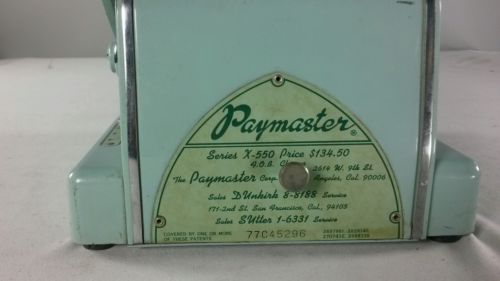 Paymaster ®
Series X-550 Price $134.50
F.O.B.
The Paymaster Corp. 2614 W. 9th St.
Angeles, Cal. 90006
Sales DUnkirk 8-8188 Service
171-2nd St. San Francisco, Cal. 94105
Sales SUtter 1-6331 Service
COVERED BY ONE OR MORE
OF THESE PATENTS
77C45296